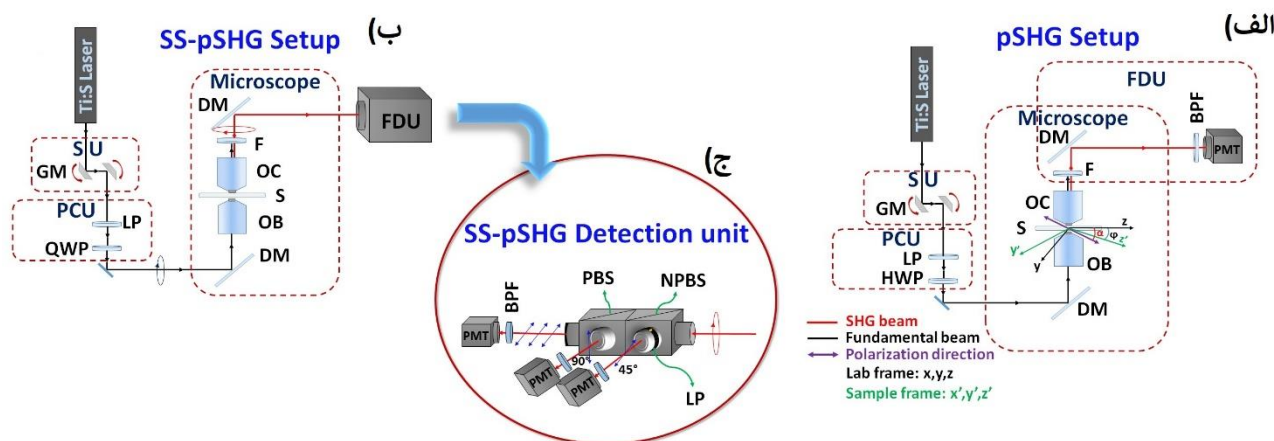 الف)
pSHG Setup
Ti:S Laser
FDU
BPF
PMT
Microscope
DM
F
OC
S
OB
DM
SU
GM
PCU
LP
HWP
z
α
φ
z'
y'
y
SHG beam
Fundamental beam
Polarization direction
Lab frame: x,y,z
Sample frame: x',y',z'
ب)
SS-pSHG Setup
Ti:S Laser
Microscope
DM
F
OC
S
OB
DM
FDU
SU
GM
PCU
LP
QWP
ج)
SS-pSHG Detection unit
PBS
NPBS
BPF
PMT
90°
PMT
45°
PMT
LP